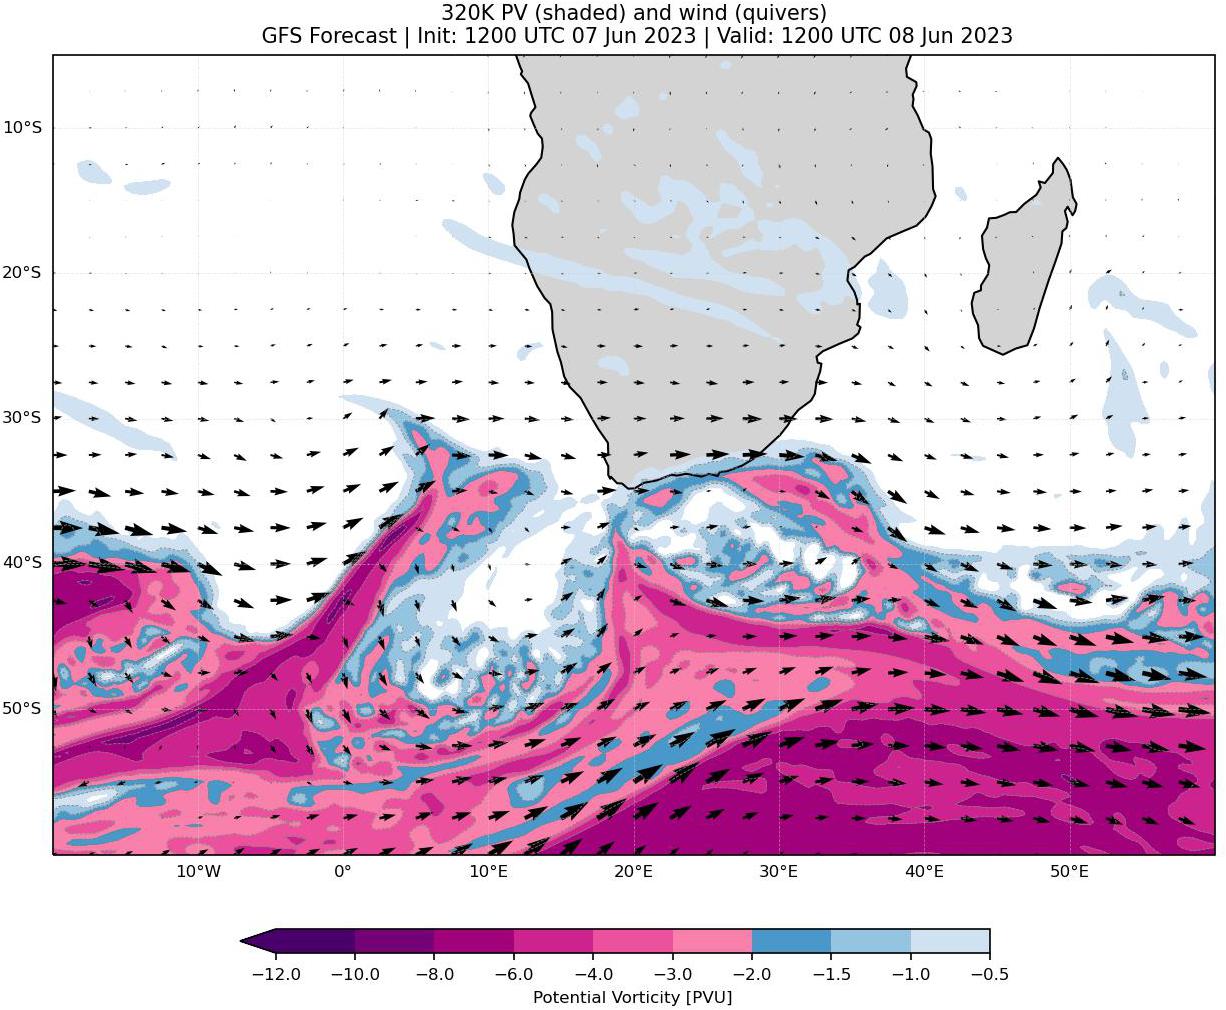 320K PV (shaded) and wind (quivers)
GFS Forecast | Init: 1200 UTC 07 Jun 2023 | Valid: 1200 UTC 08 Jun 2023
10°S
20°S
30°S
40°S
50°S
10°W 0° 10°E 20°E 30°E 40°E 50°E
−12.0 −10.0 −8.0 −6.0 −4.0 −3.0 −2.0 −1.5 −1.0 −0.5
Potential Vorticity [PVU]